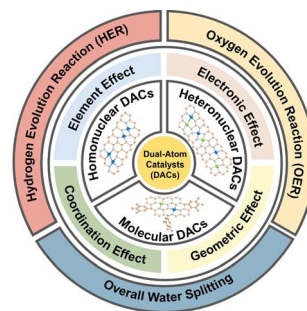 Hydrogen Evolution Reaction (HER)
Oxygen Evolution Reaction (OER)
Element Effect
Electronic Effect
Homonuclear DACs
Heteronuclear DACs
Dual-Atom
Catalysts
(DACs)
Molecular DACs
Coordination Effect
Geometric Effect
Overall Water Splitting